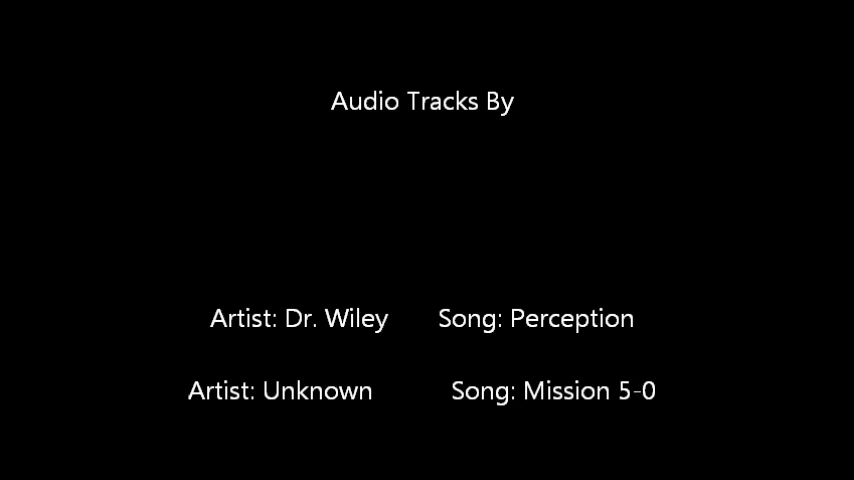 Audio Tracks By
Artist: Dr. Wiley Song: Perception
Artist: Unknown Song: Mission 5-0